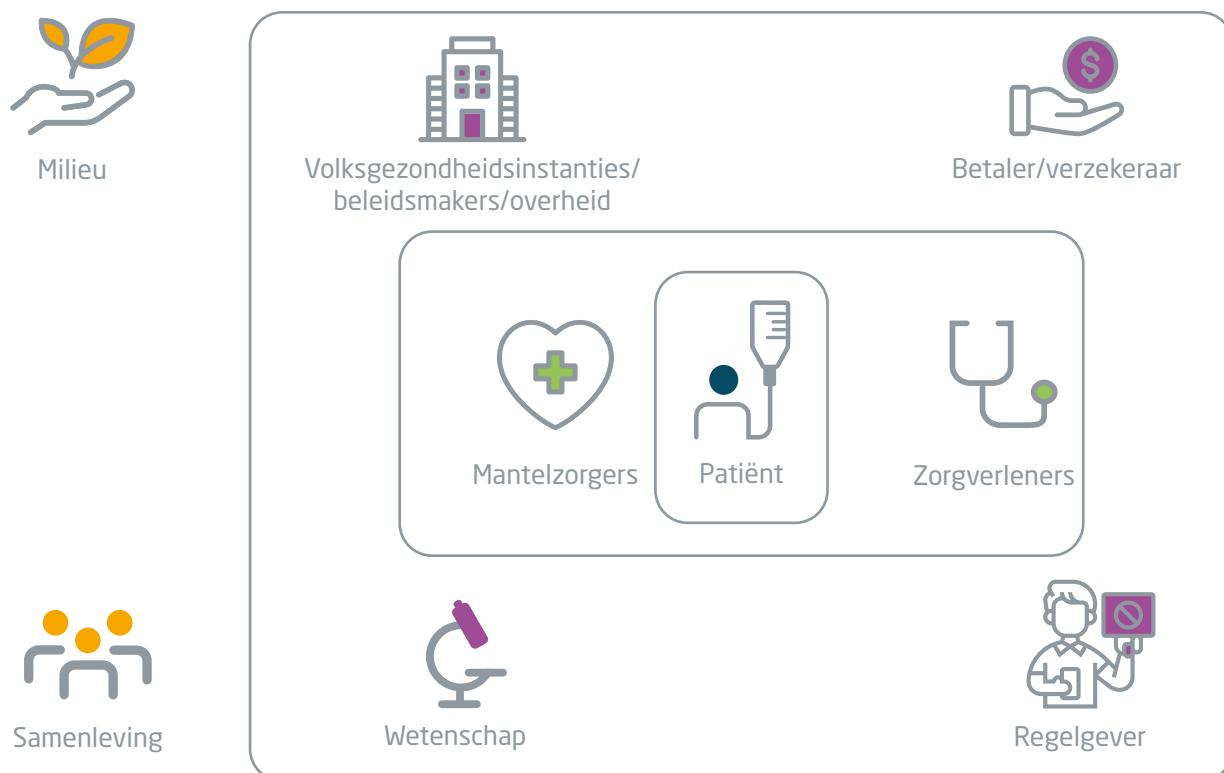 Milieu
Volksgezondheidsinstanties/
beleidsmakers/overheid
$
Betaler/verzekeraar
Mantelzorgers
Patiënt
Zorgverleners
Samenleving
Wetenschap
Regelgever